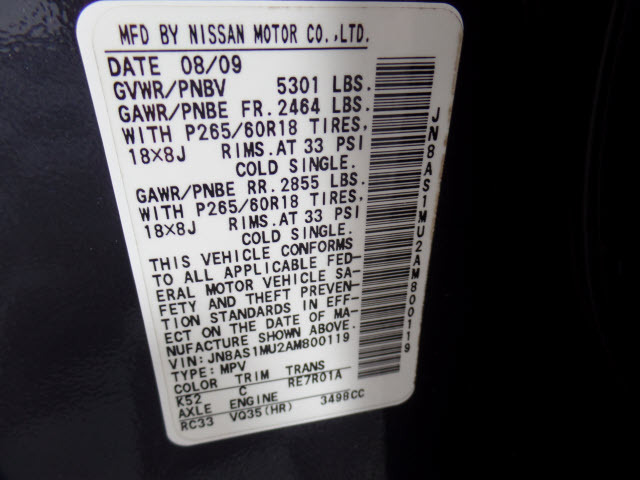 MFD BY NISSAN MOTOR CO.,LTD.
DATE 08/09
GVWR/PNBV 5301 LBS.
GAWR/PNBE FR. 2464 LBS.
WITH P265/60R18 TIRES,
18×8J RIMS. AT 33 PSI
COLD SINGLE.
GAWR/PNBE RR. 2855 LBS.
WITH P265/60R18 TIRES,
18×8J RIMS. AT 33 PSI
COLD SINGLE.
THIS VEHICLE CONFORMS
TO ALL APPLICABLE FED-
ERAL MOTOR VEHICLE SA-
FETY AND THEFT PREVEN-
TION STANDARDS IN EFF-
ECT ON THE DATE OF MA-
NUFACTURE SHOWN ABOVE.
VIN: JN8AS1MU2AM800119
TYPE: MPV
COLOR TRIM TRANS
K52 C RE7R01A
AXLE ENGINE
RC33 VQ35(HR) 3498CC
JN8AS1MU2AM800119